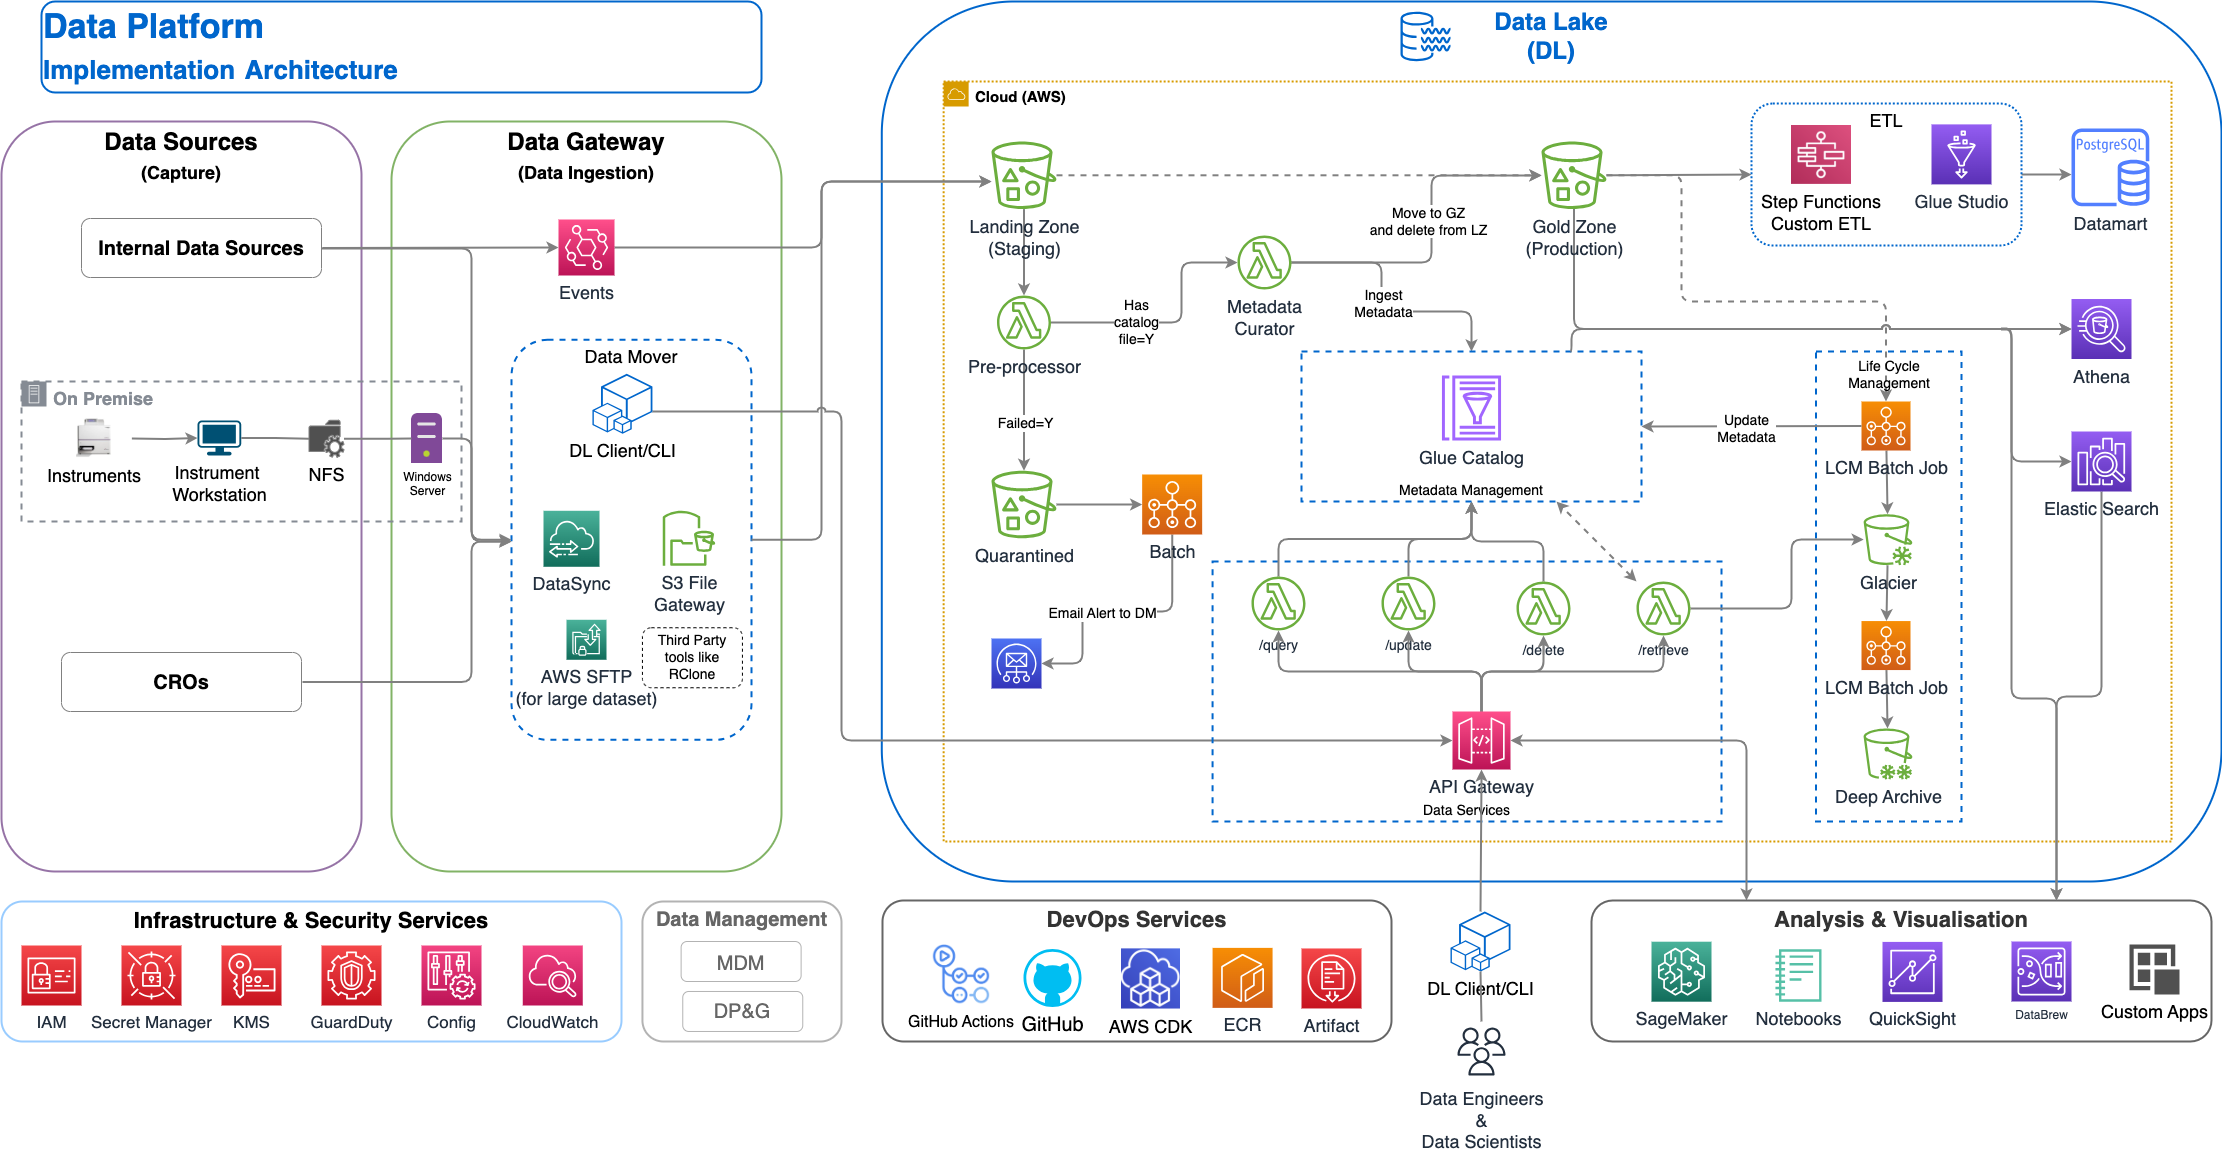 Data Platform
Implementation Architecture
Data Sources
(Capture)
Internal Data Sources
On Premise
Instruments
Instrument
Workstation
NFS
Windows
Server
CROs
Data Gateway
(Data Ingestion)
Events
Data Mover
DL Client/CLI
DataSync
S3 File
Gateway
AWS SFTP
(for large dataset)
Third Party
tools like
RClone
Data Lake
(DL)
Cloud (AWS)
Landing Zone
(Staging)
Pre-processor
Has
catalog
file=Y
Failed=Y
Quarantined
Batch
Email Alert to DM
Metadata
Curator
Move to GZ
and delete from LZ
Ingest
Metadata
Gold Zone
(Production)
ETL
Step Functions
Custom ETL
Glue Studio
PostgreSQL
Datamart
Athena
Elastic Search
Glue Catalog
Metadata Management
Update
Metadata
Life Cycle
Management
LCM Batch Job
Glacier
LCM Batch Job
Deep Archive
/query
/update
/delete
/retrieve
API Gateway
Data Services
Infrastructure & Security Services
IAM
Secret Manager
KMS
GuardDuty
Config
CloudWatch
Data Management
MDM
DP&G
DevOps Services
GitHub Actions
GitHub
AWS CDK
ECR
Artifact
DL Client/CLI
Data Engineers
&
Data Scientists
Analysis & Visualisation
SageMaker
Notebooks
QuickSight
DataBrew
Custom Apps